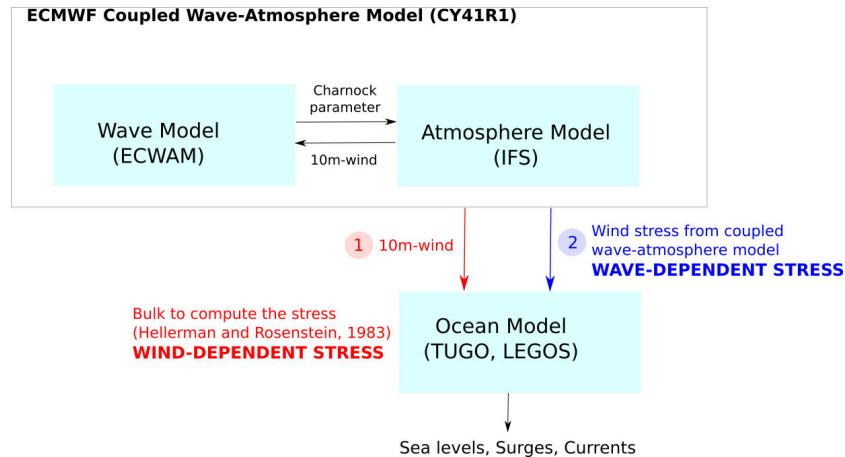 ECMWF Coupled Wave-Atmosphere Model (CY41R1)
Charnock
parameter
Wave Model
(ECWAM)
Atmosphere Model
(IFS)
10m-wind
1
10m-wind
2
Wind stress from coupled
wave-atmosphere model
WAVE-DEPENDENT STRESS
Bulk to compute the stress
(Hellerman and Rosenstein, 1983)
WIND-DEPENDENT STRESS
Ocean Model
(TUGO, LEGOS)
Sea levels, Surges, Currents